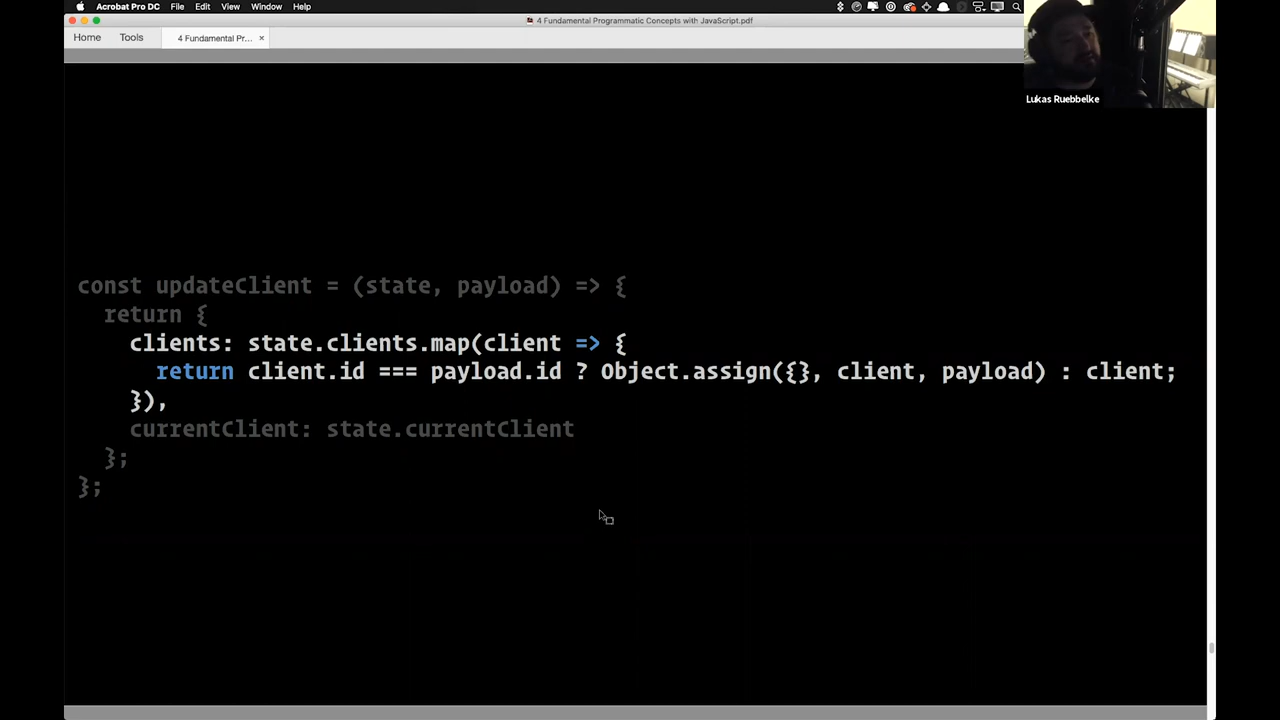 Acrobat Pro DC File Edit View Window Help
4 Fundamental Programmatic Concepts with JavaScript.pdf
Home Tools 4 Fundamental Pr... ×
Lukas Ruebbelke
const updateClient = (state, payload) => {
return {
clients: state.clients.map(client => {
return client.id === payload.id ? Object.assign({}, client, payload) : client;
}),
currentClient: state.currentClient
};
};